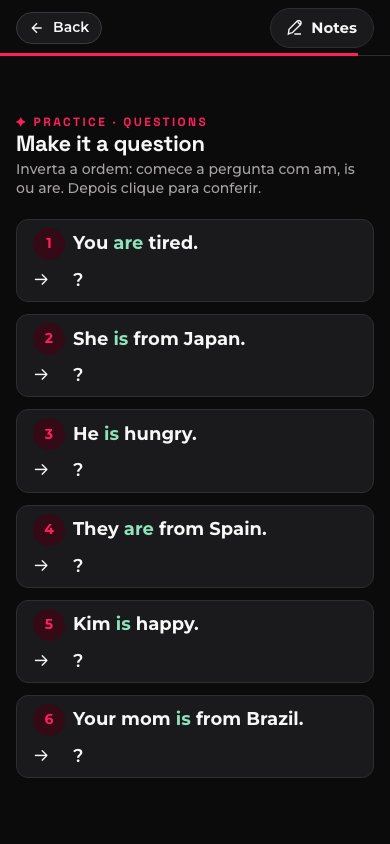 ← Back
Notes
✦ PRACTICE · QUESTIONS
Make it a question
Inverta a ordem: comece a pergunta com am, is
ou are. Depois clique para conferir.
1 You are tired.
→ ?
2 She is from Japan.
→ ?
3 He is hungry.
→ ?
4 They are from Spain.
→ ?
5 Kim is happy.
→ ?
6 Your mom is from Brazil.
→ ?